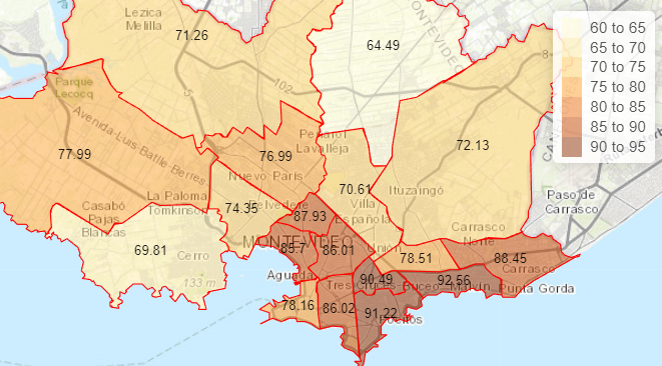 Lezica
Melilla
71.26
MONTEVIDEO
64.49
60 to 65
65 to 70
70 to 75
75 to 80
80 to 85
85 to 90
90 to 95
5
102
8
Parque
Lecocq
Avenida-Luis-Batlle-Berres
77.99
Peñarol
Lavalleja
76.99
Nuevo París
72.13
70.61
Ituzaingó
Villa
Española
La Paloma
Tomkinson
74.35
Belvedere
87.93
Casabó
Pajas
Blancas
69.81
Cerro
133 m
MONTEVIDEO
85.7
86.01
Unión
78.51
Carrasco
Norte
88.45
Carrasco
Paso de
Carrasco
Aguada
90.49
92.56
Tres Cruces
Buceo
Malvín
Punta Gorda
78.16
86.02
91.22
Pocitos